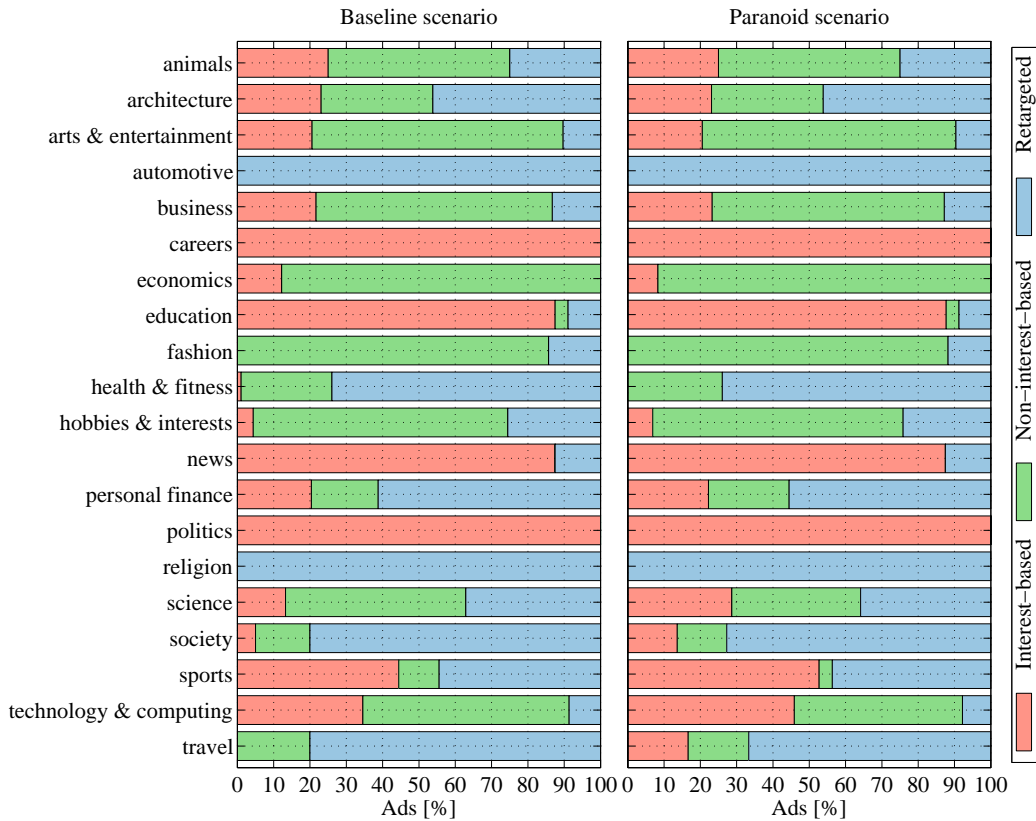 Baseline scenario
Paranoid scenario
animals
architecture
arts & entertainment
automotive
business
careers
economics
education
fashion
health & fitness
hobbies & interests
news
personal finance
politics
religion
science
society
sports
technology & computing
travel
0 10 20 30 40 50 60 70 80 90 100
0 10 20 30 40 50 60 70 80 90 100
Ads [%]
Ads [%]
Interest−based
Non−interest−based
Retargeted